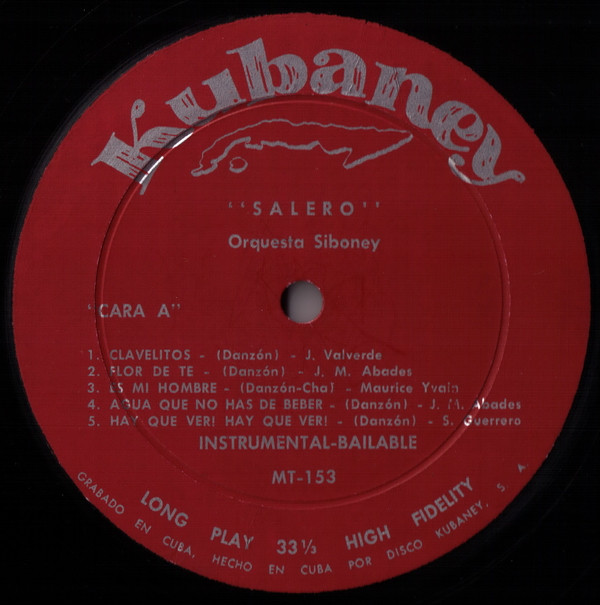 Kubaney
"SALERO"
Orquesta Siboney
"CARA A"
1. CLAVELITOS - (Danzón) - J. Valverde
2. FLOR DE TE - (Danzón) - J. M. Abades
3. ES MI HOMBRE - (Danzón-Cha) - Maurice Yvain
4. AGUA QUE NO HAS DE BEBER - (Danzón) - J. M. Abades
5. HAY QUE VER! HAY QUE VER! - (Danzón) - S. Guerrero
INSTRUMENTAL-BAILABLE
MT-153
LONG PLAY 33⅓ HIGH FIDELITY
GRABADO EN CUBA, HECHO EN CUBA POR DISCO KUBANEY, S. A.